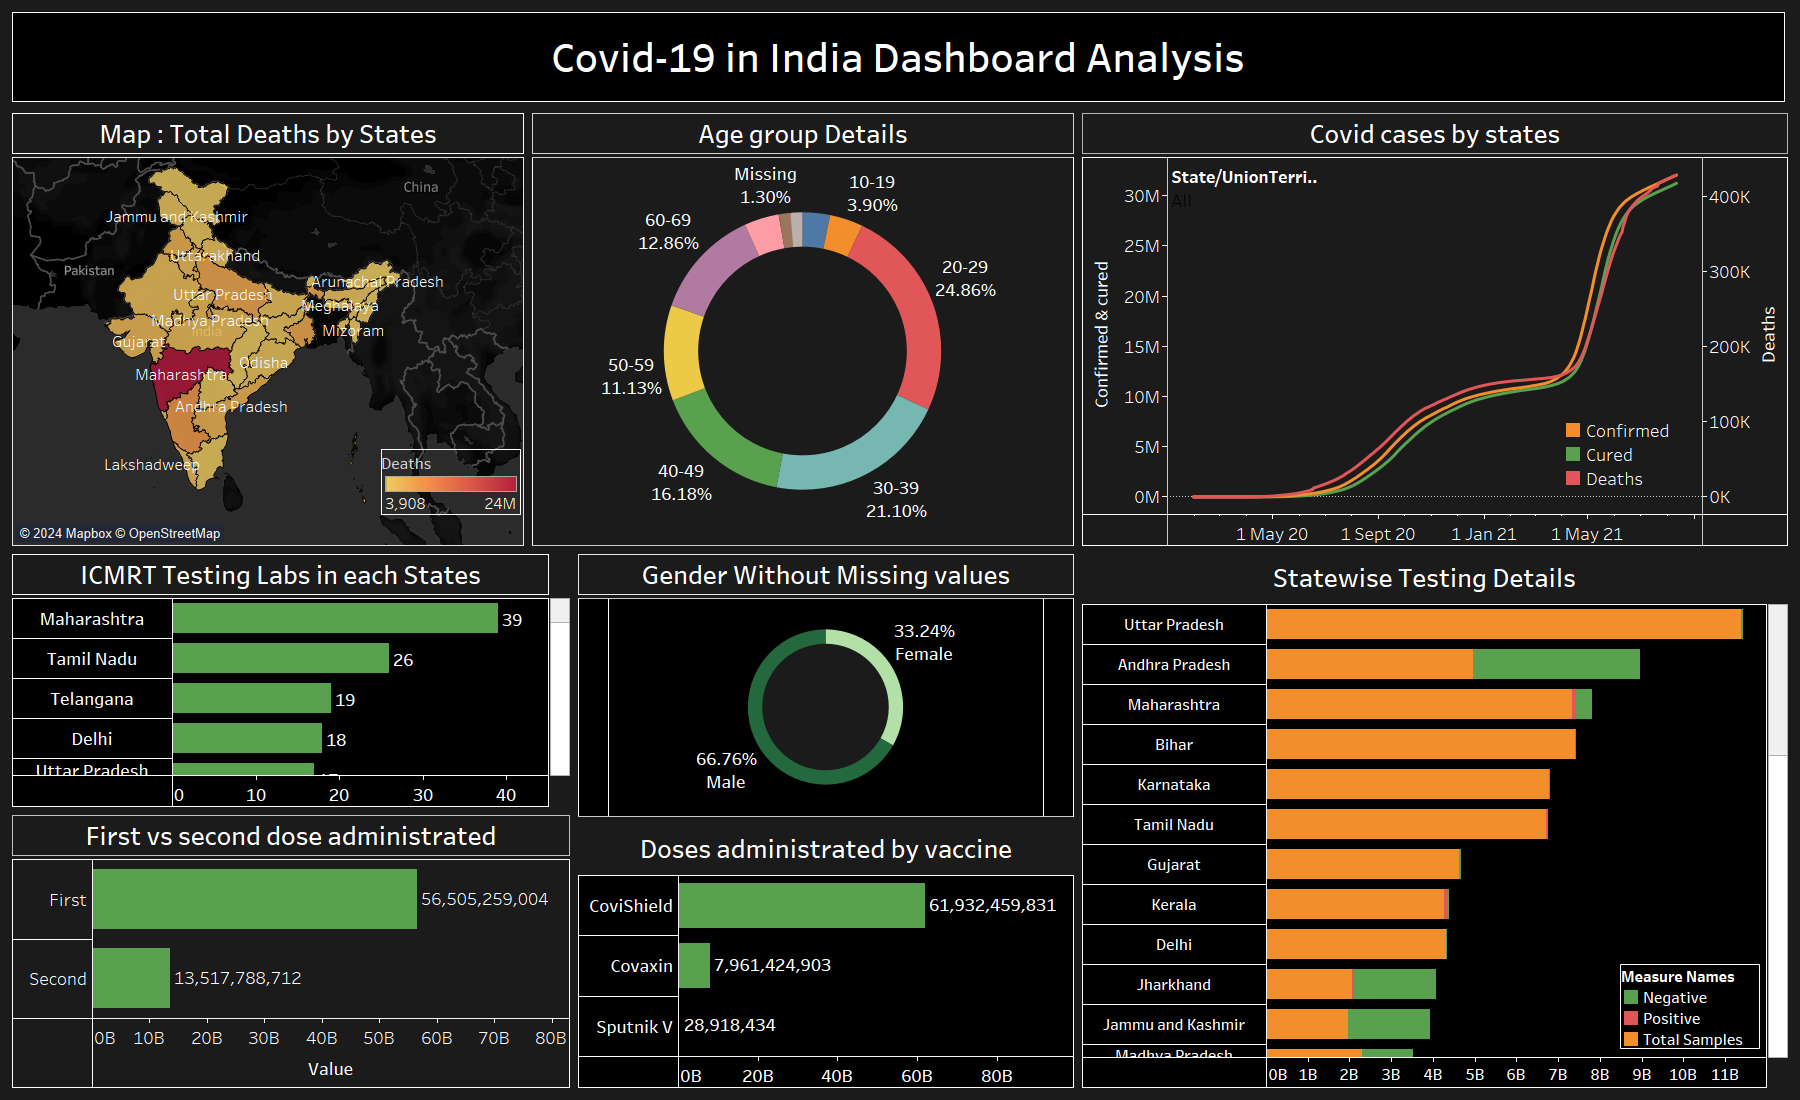 Covid-19 in India Dashboard Analysis
Map : Total Deaths by States
China
Jammu and Kashmir
Uttarakhand
Pakistan
Arunachal Pradesh
Uttar Pradesh
Meghalaya
Madhya Pradesh
India
Mizoram
Gujarat
Odisha
Maharashtra
Andhra Pradesh
Lakshadweep
Deaths
3,908 24M
© 2024 Mapbox © OpenStreetMap
Age group Details
Missing
1.30%
10-19
3.90%
60-69
12.86%
20-29
24.86%
50-59
11.13%
40-49
16.18%
30-39
21.10%
Covid cases by states
State/UnionTerri..
All
Confirmed & cured
30M
25M
20M
15M
10M
5M
0M
400K
300K
200K
100K
0K
Deaths
Confirmed
Cured
Deaths
1 May 20 1 Sept 20 1 Jan 21 1 May 21
ICMRT Testing Labs in each States
Maharashtra 39
Tamil Nadu 26
Telangana 19
Delhi 18
Uttar Pradesh
0 10 20 30 40
Gender Without Missing values
33.24%
Female
66.76%
Male
Statewise Testing Details
Uttar Pradesh
Andhra Pradesh
Maharashtra
Bihar
Karnataka
Tamil Nadu
Gujarat
Kerala
Delhi
Jharkhand
Jammu and Kashmir
Madhya Pradesh
Measure Names
Negative
Positive
Total Samples
0B 1B 2B 3B 4B 5B 6B 7B 8B 9B 10B 11B
First vs second dose administrated
First 56,505,259,004
Second 13,517,788,712
0B 10B 20B 30B 40B 50B 60B 70B 80B
Value
Doses administrated by vaccine
CoviShield 61,932,459,831
Covaxin 7,961,424,903
Sputnik V 28,918,434
0B 20B 40B 60B 80B